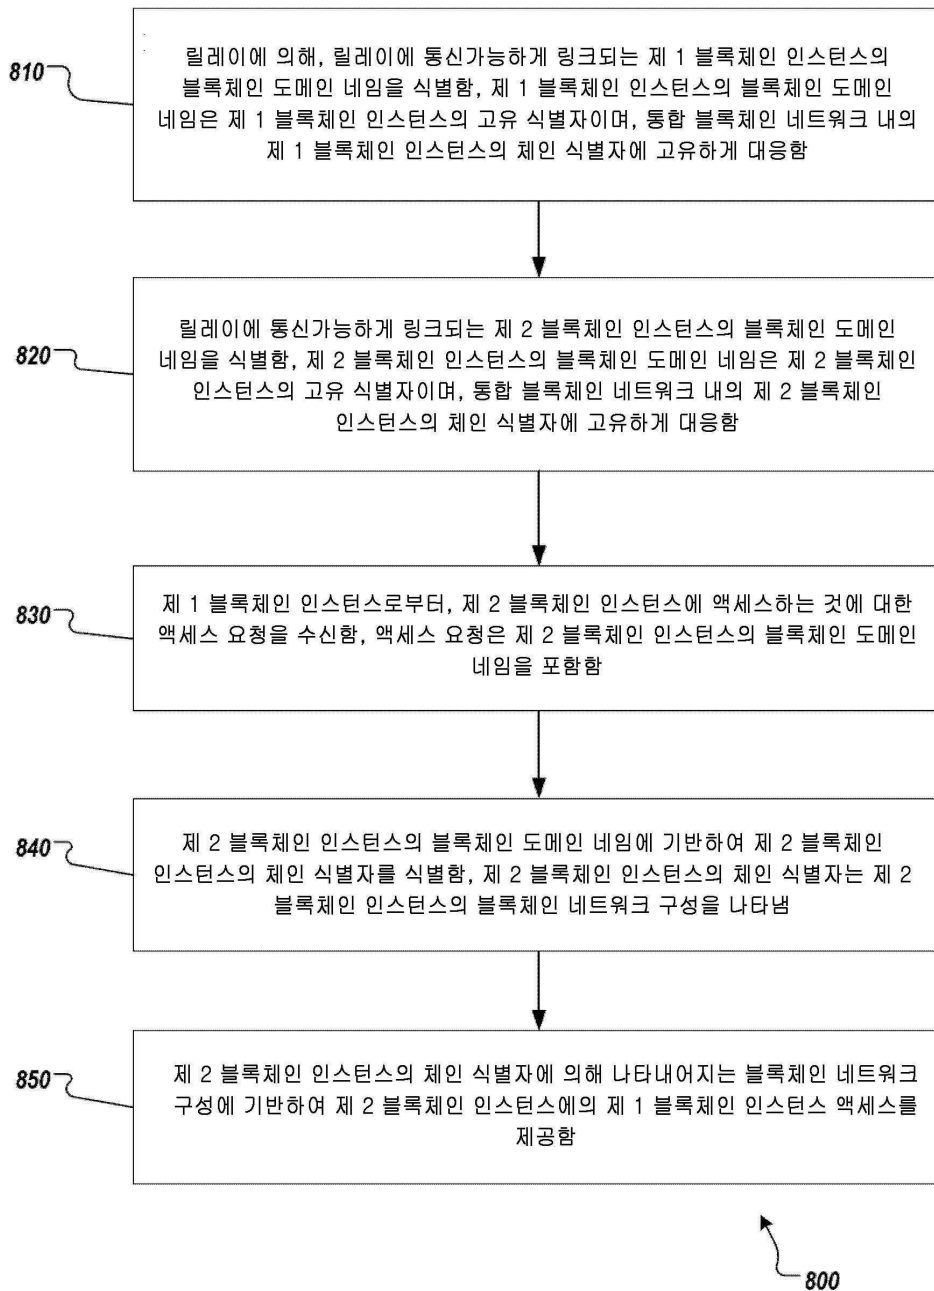 810
릴레이에 의해, 릴레이에 통신가능하게 링크되는 제 1 블록체인 인스턴스의
블록체인 도메인 네임을 식별함, 제 1 블록체인 인스턴스의 블록체인 도메인
네임은 제 1 블록체인 인스턴스의 고유 식별자이며, 통합 블록체인 네트워크 내의
제 1 블록체인 인스턴스의 체인 식별자에 고유하게 대응함
820
릴레이에 통신가능하게 링크되는 제 2 블록체인 인스턴스의 블록체인 도메인
네임을 식별함, 제 2 블록체인 인스턴스의 블록체인 도메인 네임은 제 2 블록체인
인스턴스의 고유 식별자이며, 통합 블록체인 네트워크 내의 제 2 블록체인
인스턴스의 체인 식별자에 고유하게 대응함
830
제 1 블록체인 인스턴스로부터, 제 2 블록체인 인스턴스에 액세스하는 것에 대한
액세스 요청을 수신함, 액세스 요청은 제 2 블록체인 인스턴스의 블록체인 도메인
네임을 포함함
840
제 2 블록체인 인스턴스의 블록체인 도메인 네임에 기반하여 제 2 블록체인
인스턴스의 체인 식별자를 식별함, 제 2 블록체인 인스턴스의 체인 식별자는 제 2
블록체인 인스턴스의 블록체인 네트워크 구성을 나타냄
850
제 2 블록체인 인스턴스의 체인 식별자에 의해 나타내어지는 블록체인 네트워크
구성에 기반하여 제 2 블록체인 인스턴스에의 제 1 블록체인 인스턴스 액세스를
제공함
800